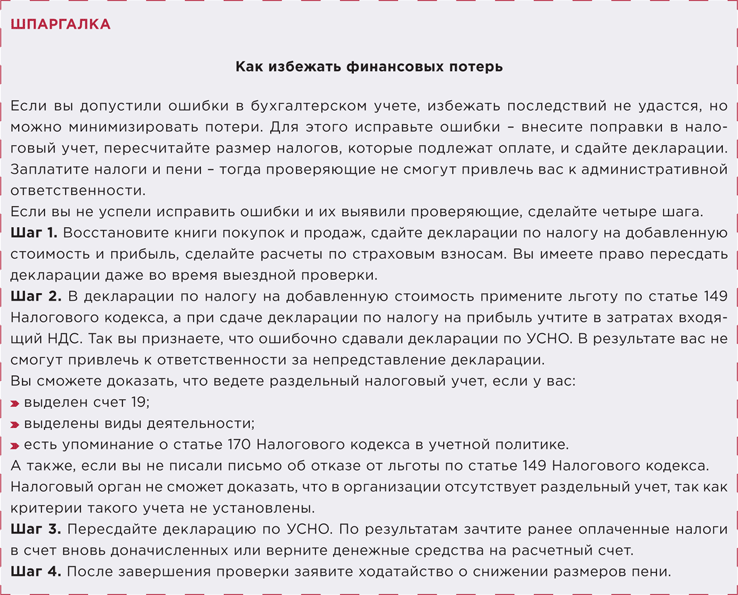 ШПАРГАЛКА
Как избежать финансовых потерь
Если вы допустили ошибки в бухгалтерском учете, избежать последствий не удастся, но
можно минимизировать потери. Для этого исправьте ошибки – внесите поправки в нало-
говый учет, пересчитайте размер налогов, которые подлежат оплате, и сдайте декларации.
Заплатите налоги и пени – тогда проверяющие не смогут привлечь вас к административной
ответственности.
Если вы не успели исправить ошибки и их выявили проверяющие, сделайте четыре шага.
Шаг 1. Восстановите книги покупок и продаж, сдайте декларации по налогу на добавленную
стоимость и прибыль, сделайте расчеты по страховым взносам. Вы имеете право пересдать
декларации даже во время выездной проверки.
Шаг 2. В декларации по налогу на добавленную стоимость примените льготу по статье 149
Налогового кодекса, а при сдаче декларации по налогу на прибыль учтите в затратах входя-
щий НДС. Так вы признаете, что ошибочно сдавали декларации по УСНО. В результате вас не
смогут привлечь к ответственности за непредставление декларации.
Вы сможете доказать, что ведете раздельный налоговый учет, если у вас:
выделен счет 19;
выделены виды деятельности;
есть упоминание о статье 170 Налогового кодекса в учетной политике.
А также, если вы не писали письмо об отказе от льготы по статье 149 Налогового кодекса.
Налоговый орган не сможет доказать, что в организации отсутствует раздельный учет, так как
критерии такого учета не установлены.
Шаг 3. Пересдайте декларацию по УСНО. По результатам зачтите ранее оплаченные налоги
в счет вновь доначисленных или верните денежные средства на расчетный счет.
Шаг 4. После завершения проверки заявите ходатайство о снижении размеров пени.